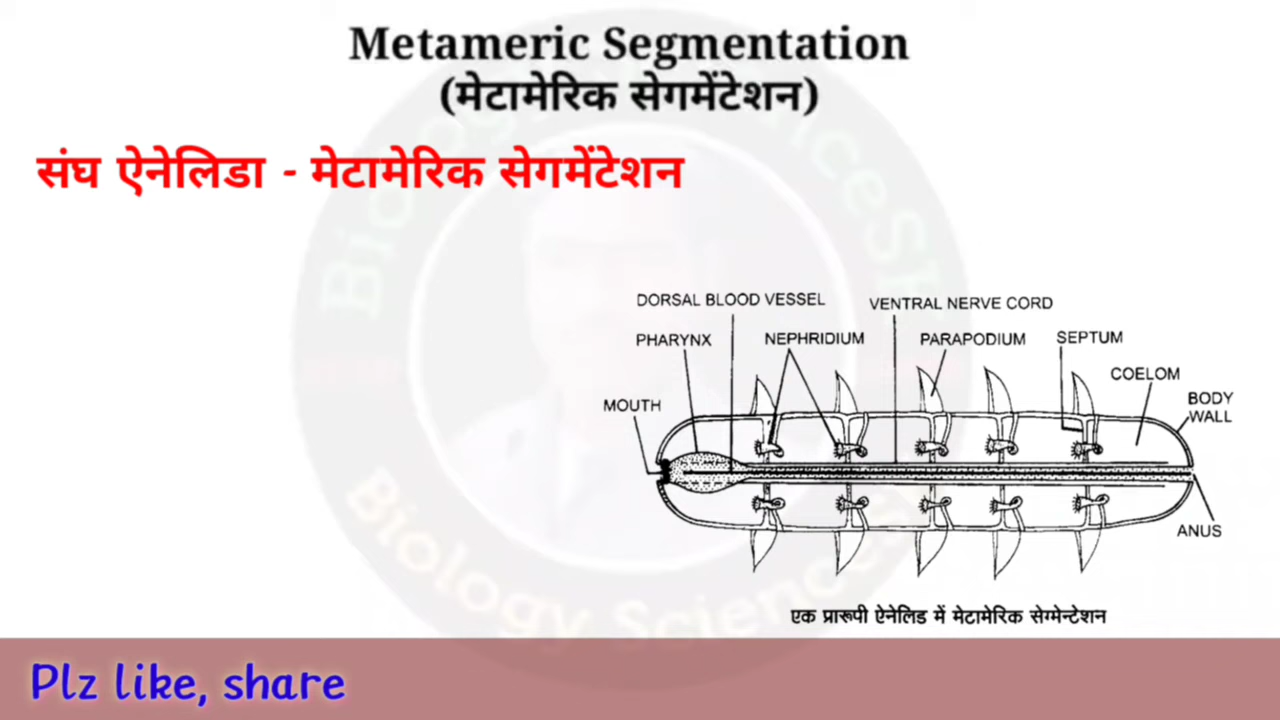 Metameric Segmentation
(मेटामेरिक सेगमेंटेशन)
संघ ऐनेलिडा - मेटामेरिक सेगमेंटेशन
DORSAL BLOOD VESSEL
VENTRAL NERVE CORD
PHARYNX
NEPHRIDIUM
PARAPODIUM
SEPTUM
COELOM
MOUTH
BODY
WALL
ANUS
एक प्रारूपी ऐनेलिड में मेटामेरिक सेग्मेन्टेशन
Plz like, share